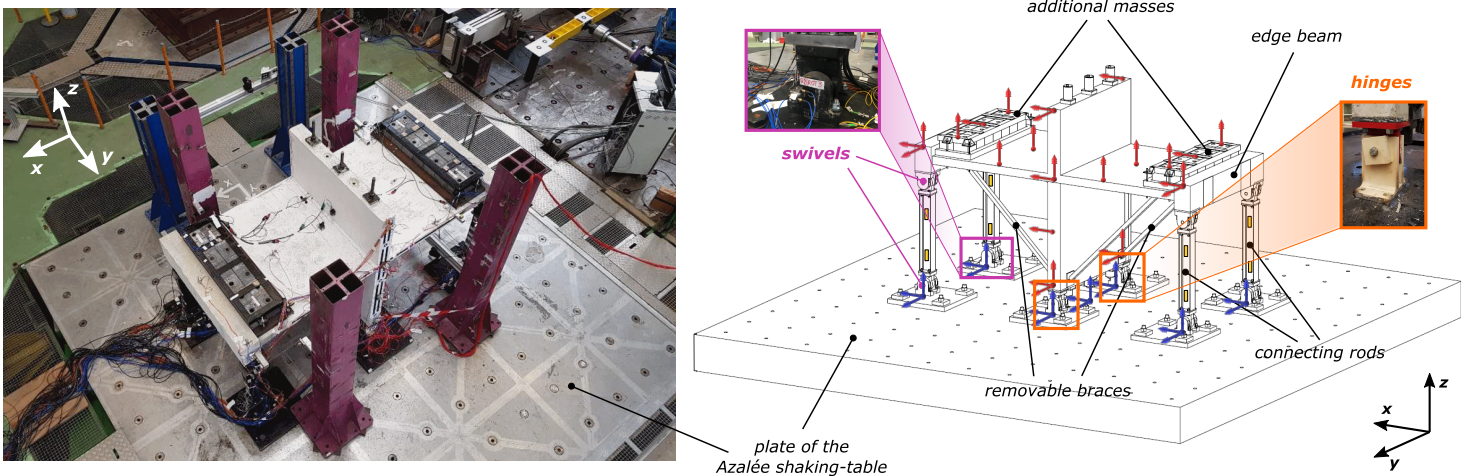 z
x
y
additional masses
edge beam
hinges
swivels
connecting rods
removable braces
plate of the
Azalée shaking-table
z
x
y